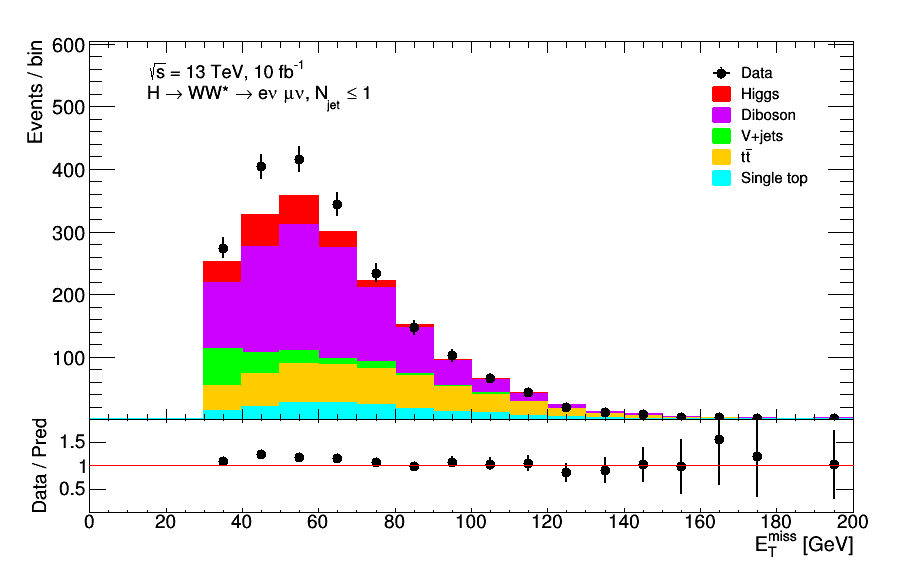 Events / bin
600
500
400
300
200
100
√s = 13 TeV, 10 fb⁻¹
H → WW* → eν μν, N_jet ≤ 1
Data
Higgs
Diboson
V+jets
tt̄
Single top
Data / Pred
1.5
1
0.5
0 20 40 60 80 100 120 140 160 180 200
E_T^miss [GeV]